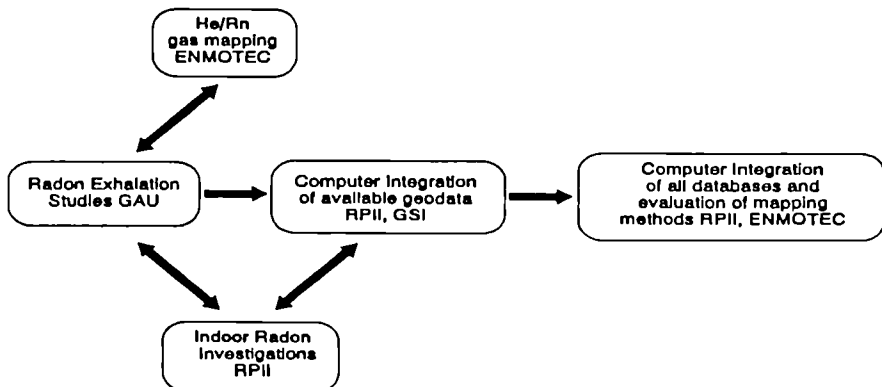 He/Rn
gas mapping
ENMOTEC
Radon Exhalation
Studies GAU
Computer Integration
of available geodata
RPII, GSI
Computer Integration
of all databases and
evaluation of mapping
methods RPII, ENMOTEC
Indoor Radon
Investigations
RPII